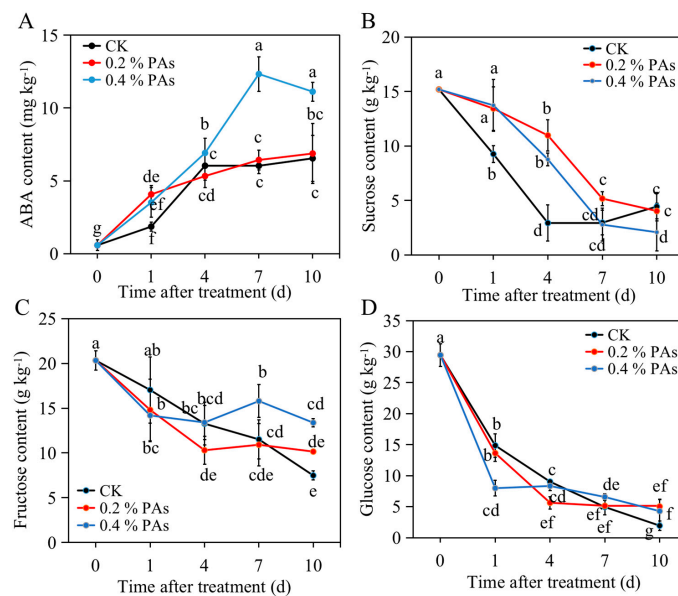 A
ABA content (mg kg⁻¹)
15
10
5
0
CK
0.2 % PAs
0.4 % PAs
g
de
ef
f
b
c
cd
a
c
c
a
bc
c
0
1
4
7
10
Time after treatment (d)
B
Sucrose content (g kg⁻¹)
20
15
10
5
0
CK
0.2 % PAs
0.4 % PAs
a
a
a
b
b
b
d
c
cd
cd
c
c
d
0
1
4
7
10
Time after treatment (d)
C
Fructose content (g kg⁻¹)
25
20
15
10
5
0
CK
0.2 % PAs
0.4 % PAs
a
ab
b
bc
bc
bcd
de
b
cd
cde
cd
de
e
0
1
4
7
10
Time after treatment (d)
D
Glucose content (g kg⁻¹)
35
30
25
20
15
10
5
0
CK
0.2 % PAs
0.4 % PAs
a
b
b
cd
c
cd
ef
de
ef
ef
ef
f
g
0
1
4
7
10
Time after treatment (d)